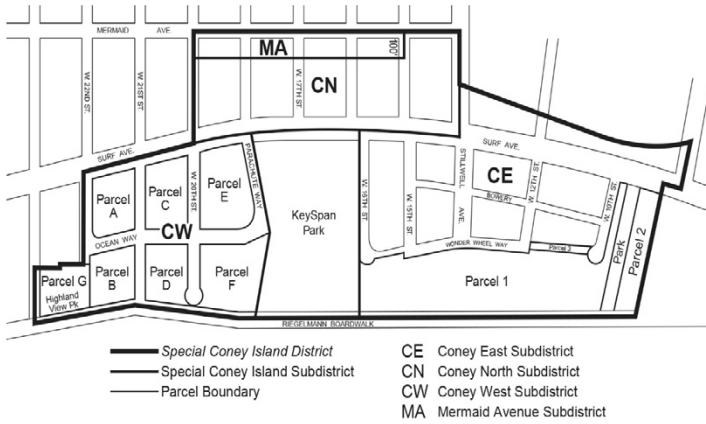 MERMAID AVE.
MA
100'
W. 22ND ST.
W. 21ST ST.
W. 17TH ST.
CN
SURF AVE.
SURF AVE.
W. 20TH ST.
PARACHUTE WAY
Parcel A
Parcel C
Parcel E
KeySpan Park
W. 16TH ST
W. 15TH ST.
STILLWELL AVE.
CE
BOWERY
W. 12TH ST.
W. 10TH ST.
OCEAN WAY
CW
WONDER WHEEL WAY
Parcel 3
Park
Parcel 2
Parcel G
Highland View Pk
Parcel B
Parcel D
Parcel F
Parcel 1
RIEGELMANN BOARDWALK
Special Coney Island District
Special Coney Island Subdistrict
Parcel Boundary
CE Coney East Subdistrict
CN Coney North Subdistrict
CW Coney West Subdistrict
MA Mermaid Avenue Subdistrict